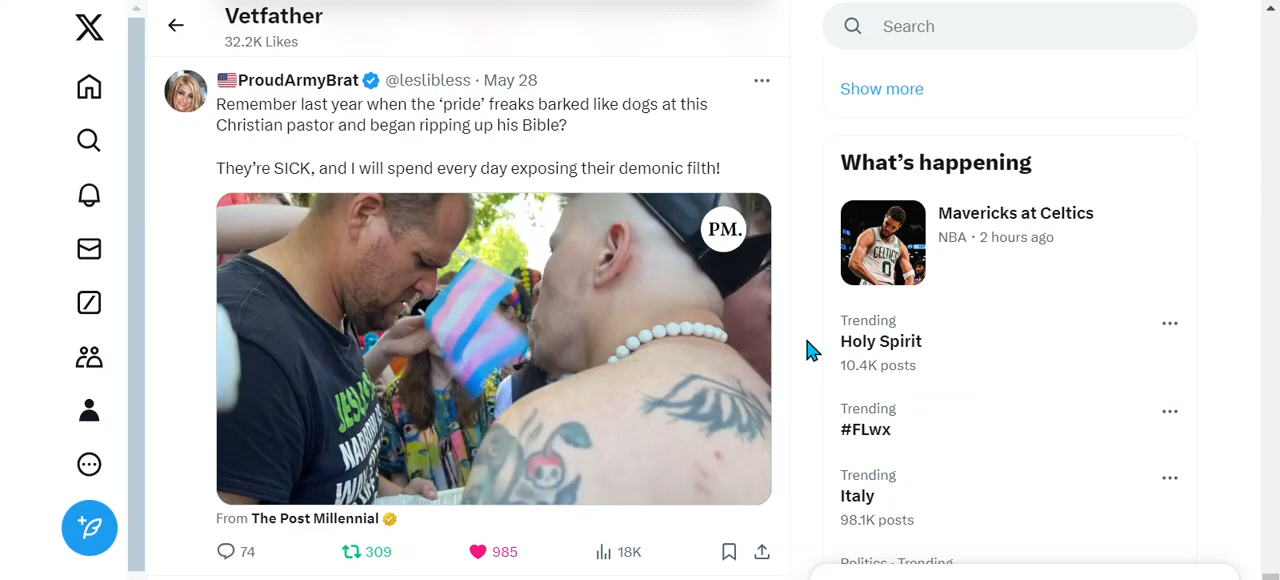 Vetfather
32.2K Likes
ProudArmyBrat @leslibless · May 28
Remember last year when the ‘pride’ freaks barked like dogs at this
Christian pastor and began ripping up his Bible?
They’re SICK, and I will spend every day exposing their demonic filth!
PM.
NARROW
From The Post Millennial
74
309
985
18K
Search
Show more
What’s happening
Mavericks at Celtics
NBA · 2 hours ago
CELTICS
0
Trending
Holy Spirit
10.4K posts
Trending
#FLwx
Trending
Italy
98.1K posts
Politics · Trending